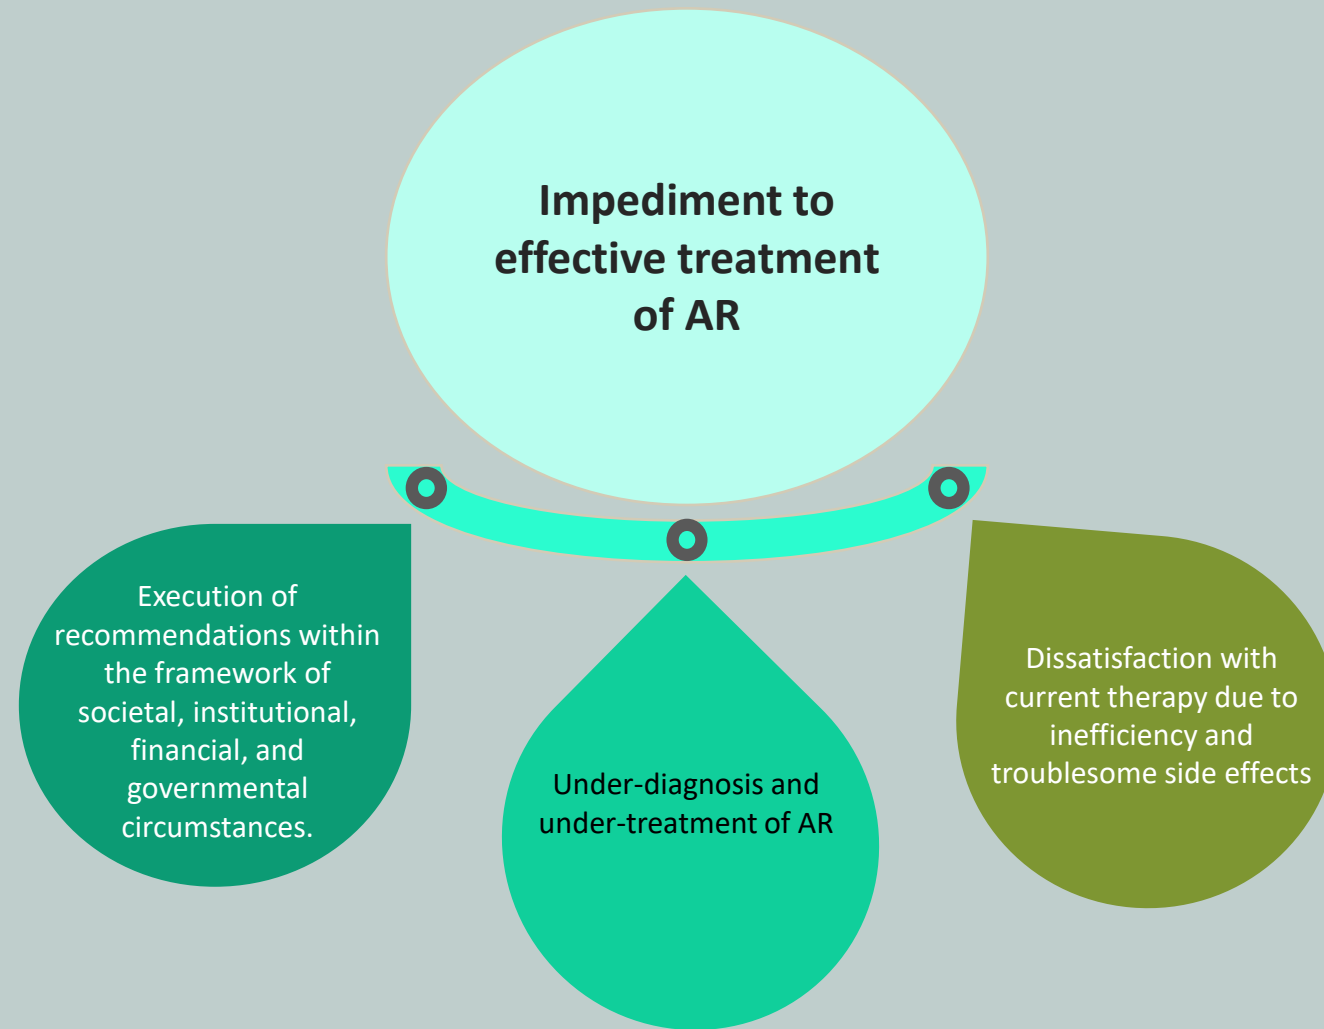 Impediment to
effective treatment
of AR
Execution of
recommendations within
the framework of
societal, institutional,
financial, and
governmental
circumstances.
Under-diagnosis and
under-treatment of AR
Dissatisfaction with
current therapy due to
inefficiency and
troublesome side effects